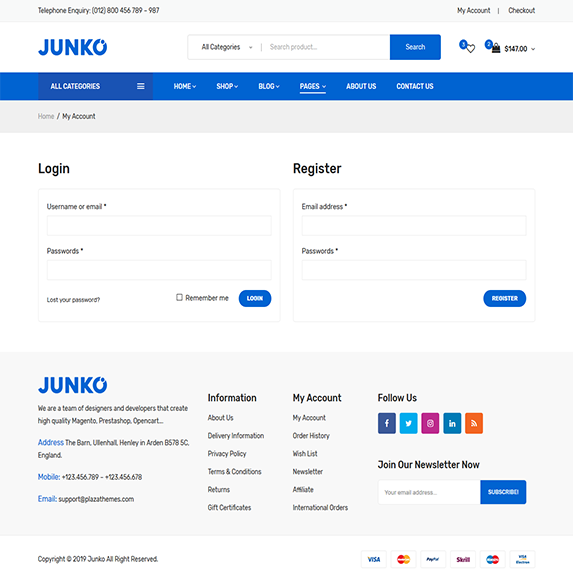 Telephone Enquiry: (012) 800 456 789 - 987
My Account | Checkout
JUNKO
All Categories
Search product...
Search
3
2
$147.00
ALL CATEGORIES
HOME
SHOP
BLOG
PAGES
ABOUT US
CONTACT US
Home / My Account
Login
Username or email *
Passwords *
Lost your password?
Remember me
LOGIN
Register
Email address *
Passwords *
REGISTER
JUNKO
We are a team of designers and developers that create
high quality Magento, Prestashop, Opencart...
Address The Barn, Ullenhall, Henley in Arden B578 5C,
England.
Mobile: +123.456.789 - +123.456.678
Email: support@plazathemes.com
Information
About Us
Delivery Information
Privacy Policy
Terms & Conditions
Returns
Gift Certificates
My Account
My Account
Order History
Wish List
Newsletter
Affiliate
International Orders
Follow Us
Join Our Newsletter Now
Your email address...
SUBSCRIBE!
Copyright © 2019 Junko All Right Reserved.
VISA
PayPal
Skrill
VISA
Electron